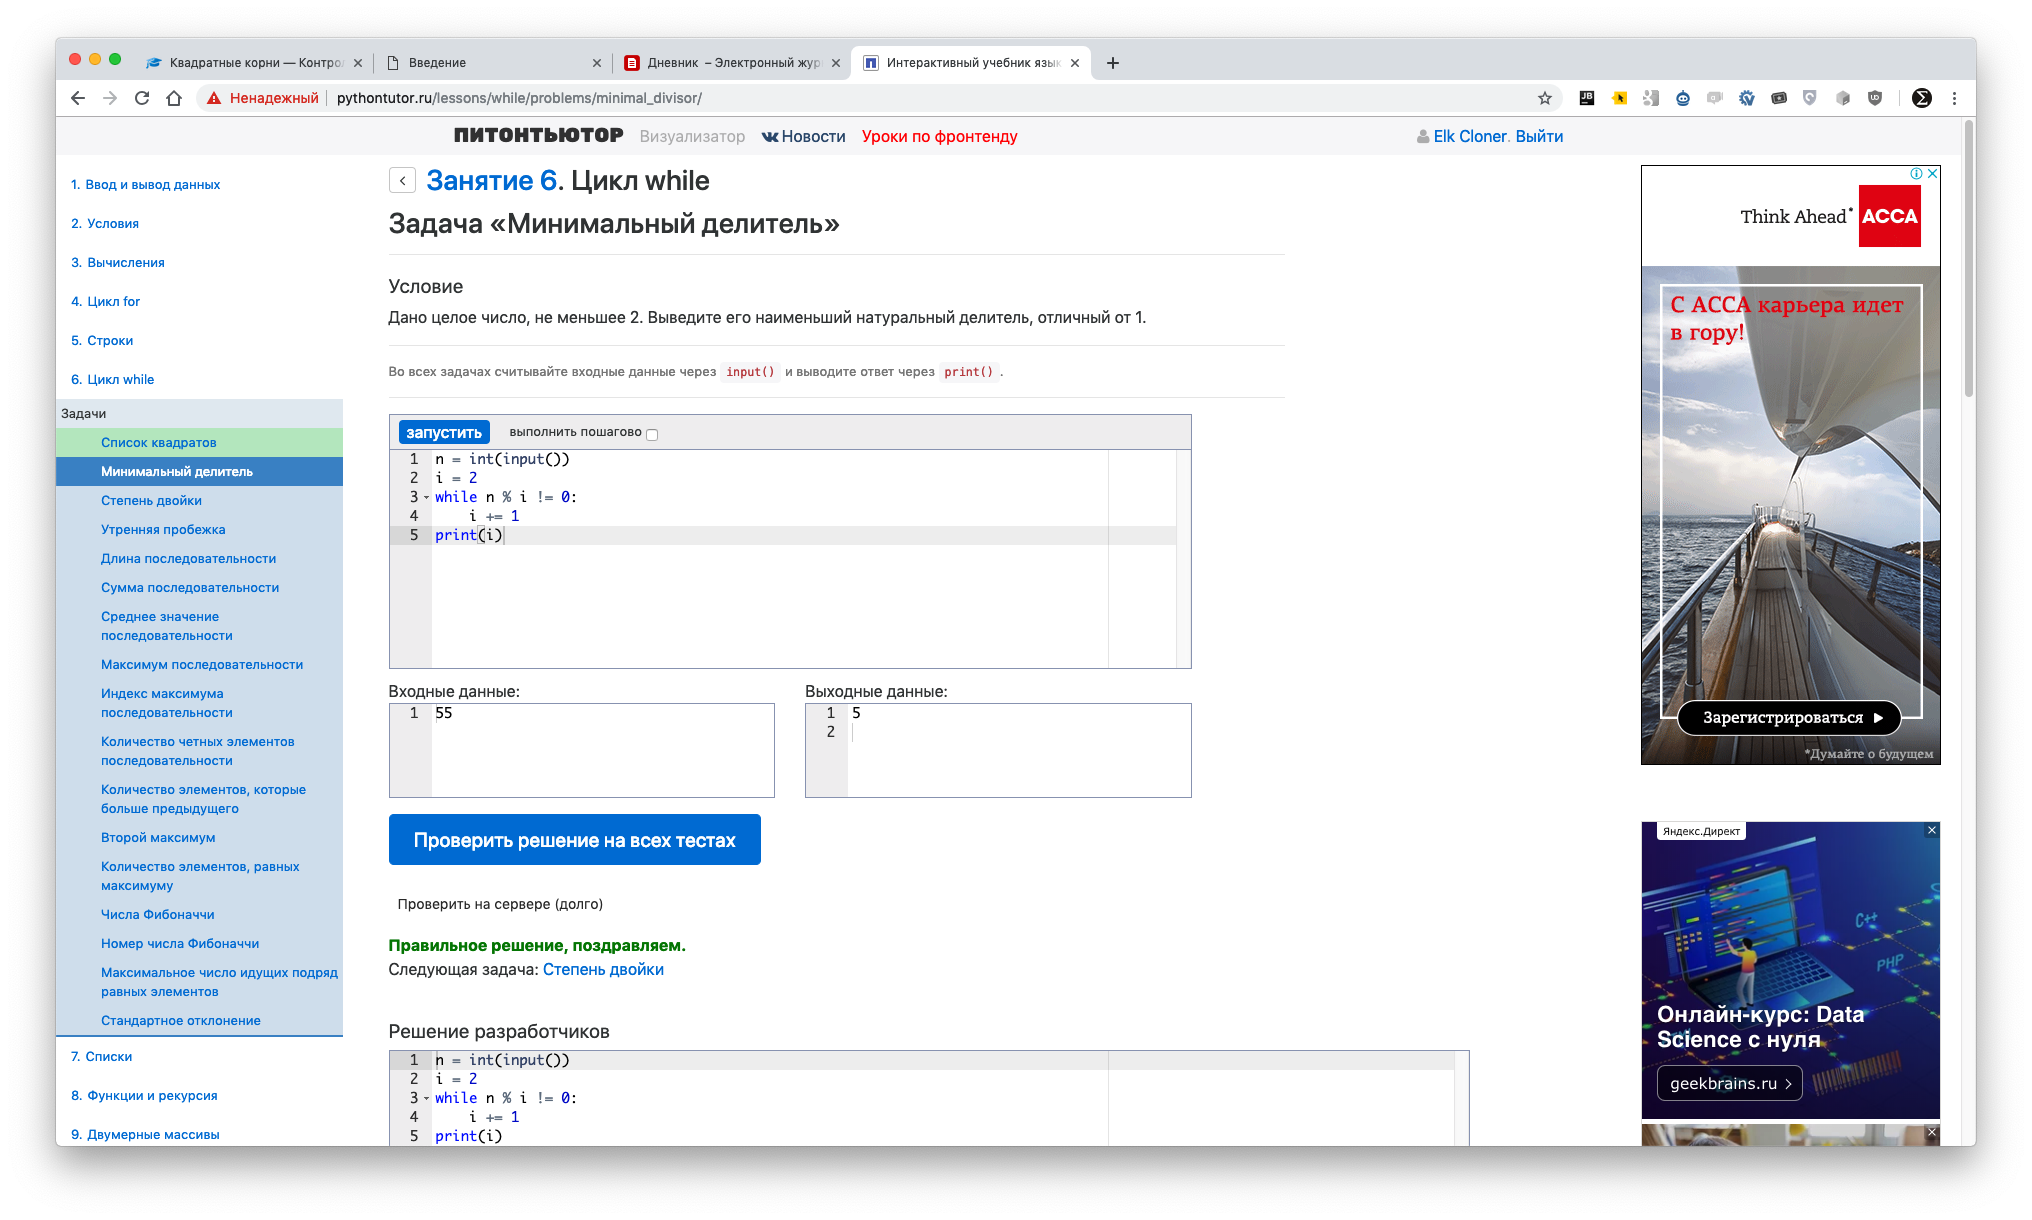 Квадратные корни — Контро
Введение
Дневник – Электронный жур
Интерактивный учебник язык
Ненадежный
pythontutor.ru/lessons/while/problems/minimal_divisor/
ПИТОНТЬЮТОР Визуализатор Новости Уроки по фронтенду
Elk Cloner. Выйти
1. Ввод и вывод данных
2. Условия
3. Вычисления
4. Цикл for
5. Строки
6. Цикл while
Задачи
Список квадратов
Минимальный делитель
Степень двойки
Утренняя пробежка
Длина последовательности
Сумма последовательности
Среднее значение
последовательности
Максимум последовательности
Индекс максимума
последовательности
Количество четных элементов
последовательности
Количество элементов, которые
больше предыдущего
Второй максимум
Количество элементов, равных
максимуму
Числа Фибоначчи
Номер числа Фибоначчи
Максимальное число идущих подряд
равных элементов
Стандартное отклонение
7. Списки
8. Функции и рекурсия
9. Двумерные массивы
Занятие 6. Цикл while
Задача «Минимальный делитель»
Условие
Дано целое число, не меньшее 2. Выведите его наименьший натуральный делитель, отличный от 1.
Во всех задачах считывайте входные данные через input() и выводите ответ через print() .
запустить выполнить пошагово
1 n = int(input())
2 i = 2
3 while n % i != 0:
4 i += 1
5 print(i)
Входные данные:
1 55
Выходные данные:
1 5
2
Проверить решение на всех тестах
Проверить на сервере (долго)
Правильное решение, поздравляем.
Следующая задача: Степень двойки
Решение разработчиков
1 n = int(input())
2 i = 2
3 while n % i != 0:
4 i += 1
5 print(i)
Think Ahead* ACCA
С ACCA карьера идет
в гору!
Зарегистрироваться
*Думайте о будущем
Яндекс.Директ
C++
PHP
Онлайн-курс: Data
Science с нуля
geekbrains.ru